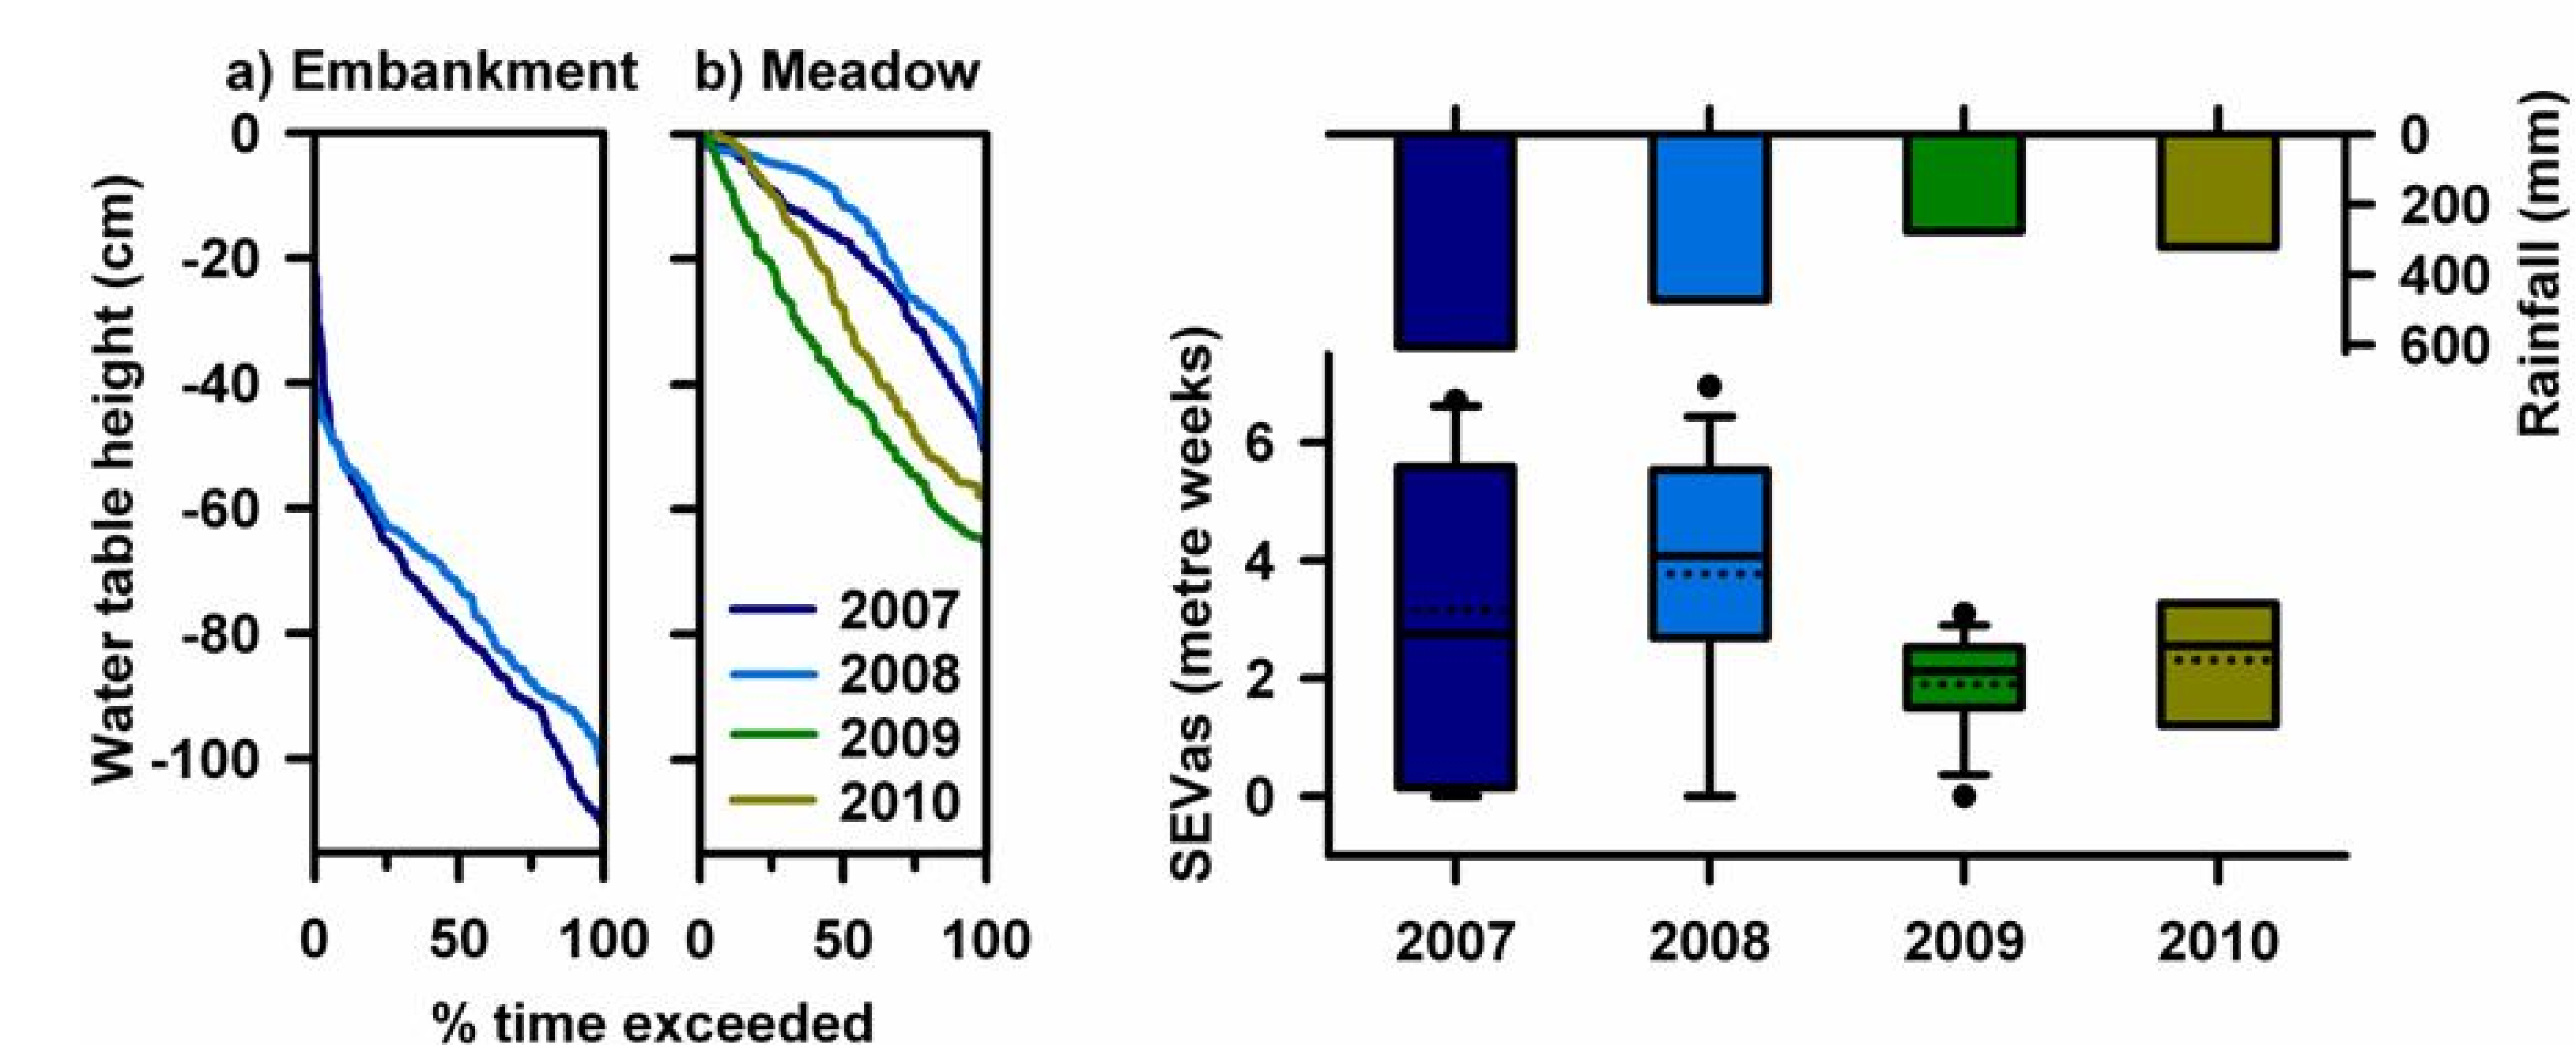 a) Embankment
b) Meadow
Water table height (cm)
0
-20
-40
-60
-80
-100
2007
2008
2009
2010
0 50 100
0 50 100
% time exceeded
Rainfall (mm)
0
200
400
600
SEVas (metre weeks)
6
4
2
0
2007 2008 2009 2010